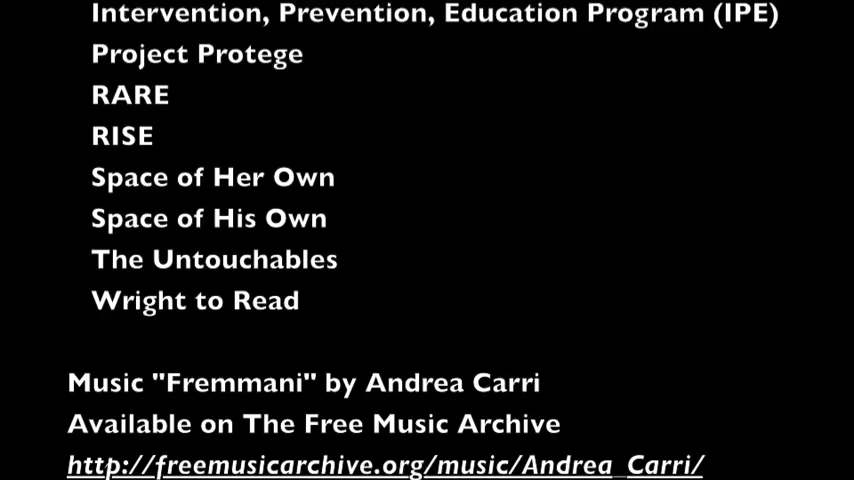 Intervention, Prevention, Education Program (IPE)
Project Protege
RARE
RISE
Space of Her Own
Space of His Own
The Untouchables
Wright to Read
Music "Fremmani" by Andrea Carri
Available on The Free Music Archive
http://freemusicarchive.org/music/Andrea_Carri/